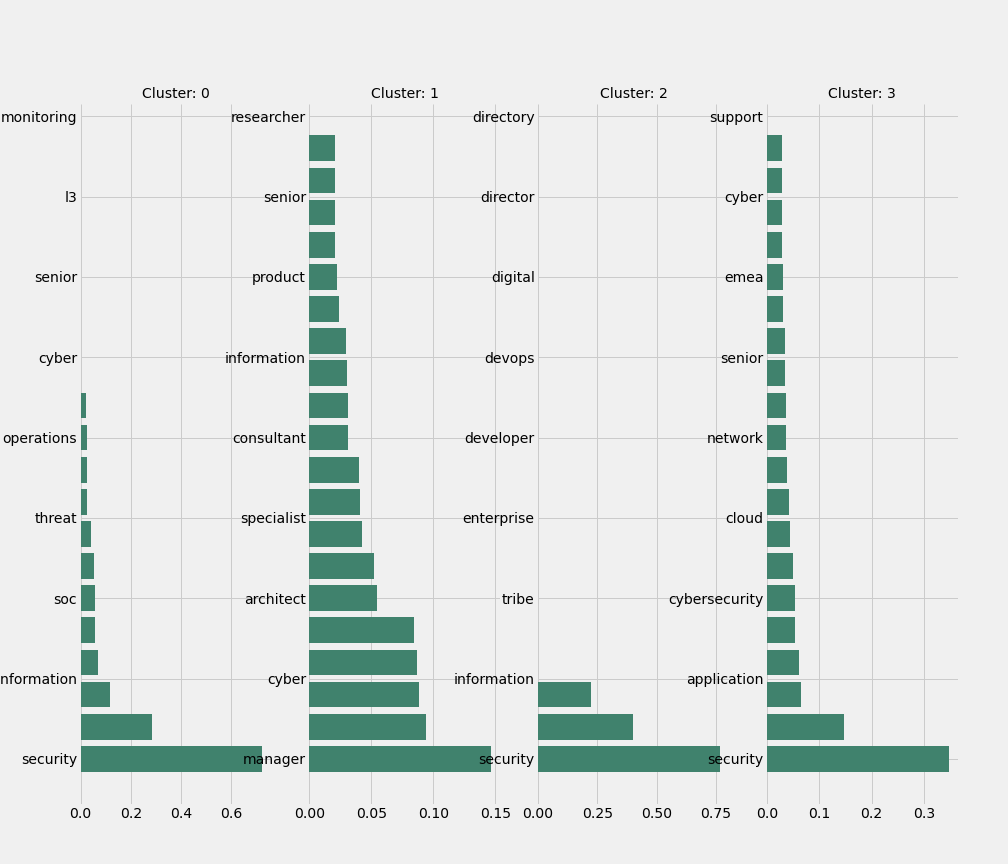 Cluster: 0
monitoring
l3
senior
cyber
operations
threat
soc
nformation
security
0.0 0.2 0.4 0.6
Cluster: 1
researcher
senior
product
information
consultant
specialist
architect
cyber
manager
0.00 0.05 0.10 0.15
Cluster: 2
directory
director
digital
devops
developer
enterprise
tribe
information
security
0.00 0.25 0.50 0.75
Cluster: 3
support
cyber
emea
senior
network
cloud
cybersecurity
application
security
0.0 0.1 0.2 0.3